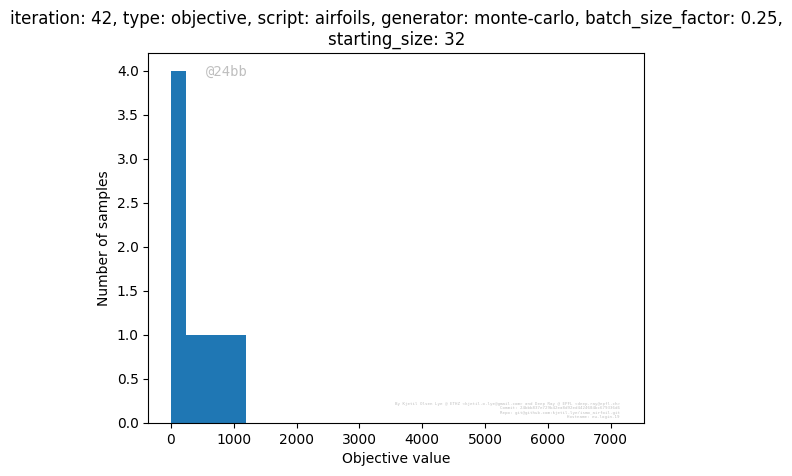 iteration: 42, type: objective, script: airfoils, generator: monte-carlo, batch_size_factor: 0.25,
starting_size: 32
@24bb
4.0
3.5
3.0
2.5
2.0
1.5
1.0
0.5
0.0
Number of samples
0 1000 2000 3000 4000 5000 6000 7000
Objective value